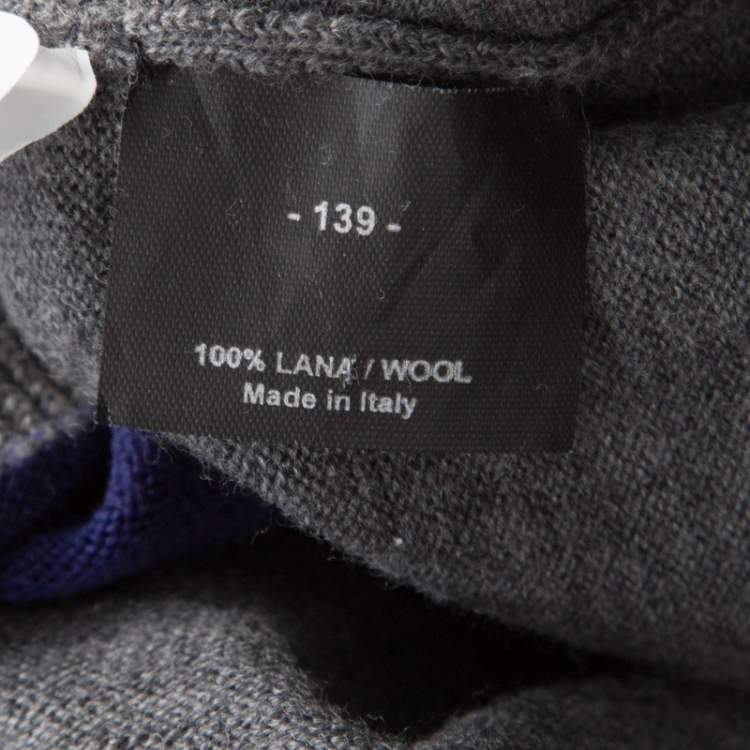 - 139 -
100% LANA / WOOL
Made in Italy